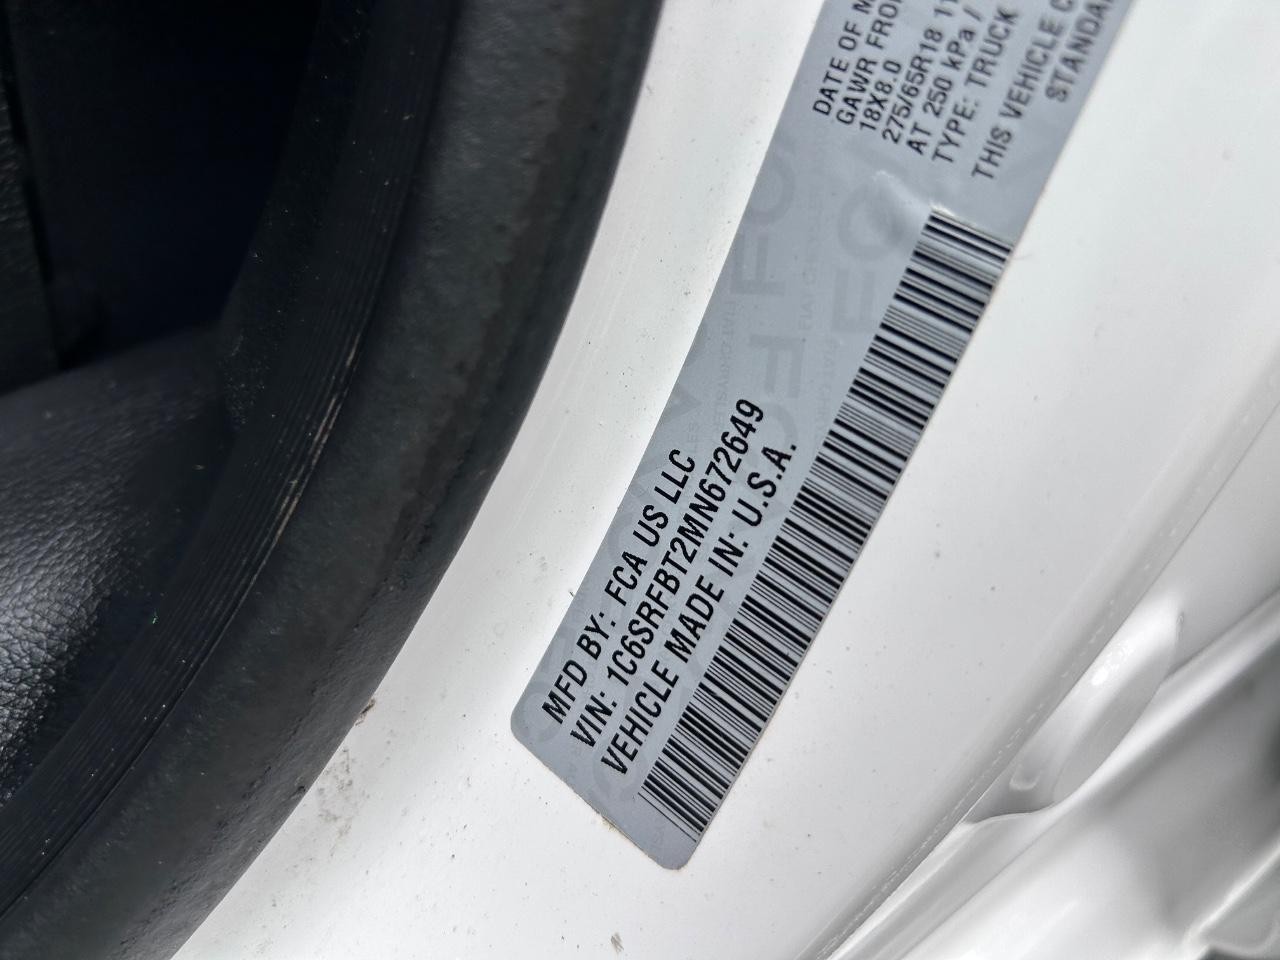 MFD BY: FCA US LLC
VIN: 1C6SRFBT2MN672649
VEHICLE MADE IN: U.S.A.
DATE OF M
GAWR FRO
18X8.0
275/65R18 11
AT 250 kPa /
TYPE: TRUCK
THIS VEHICLE C
STANDA